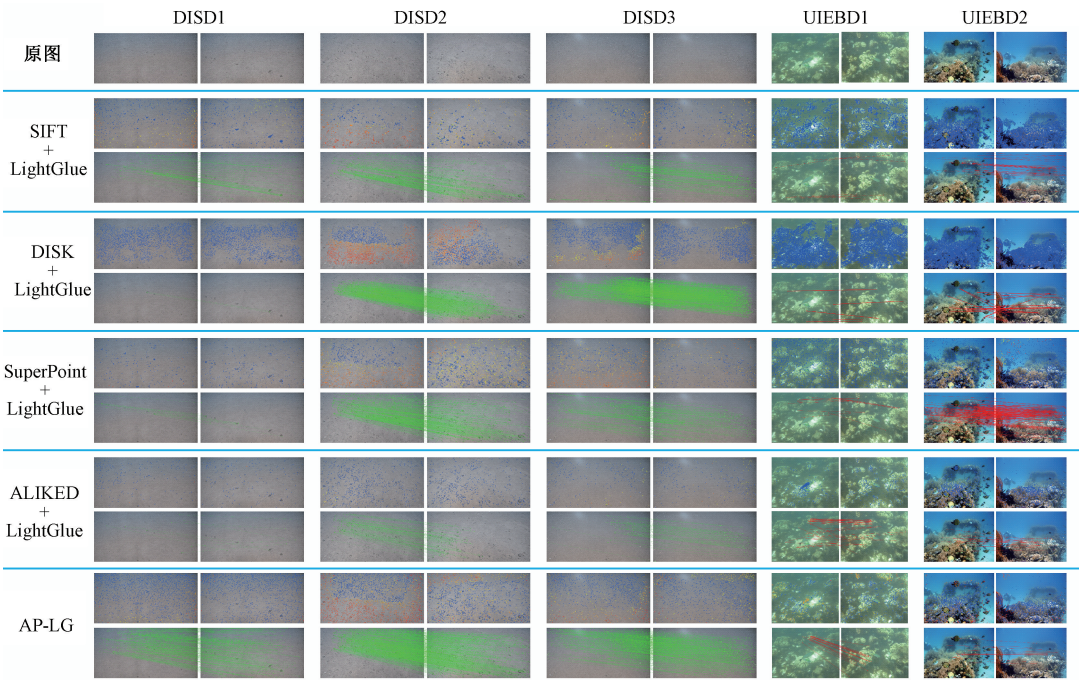 DISD1 DISD2 DISD3 UIEBD1 UIEBD2
原图
SIFT
+
LightGlue
DISK
+
LightGlue
SuperPoint
+
LightGlue
ALIKED
+
LightGlue
AP-LG